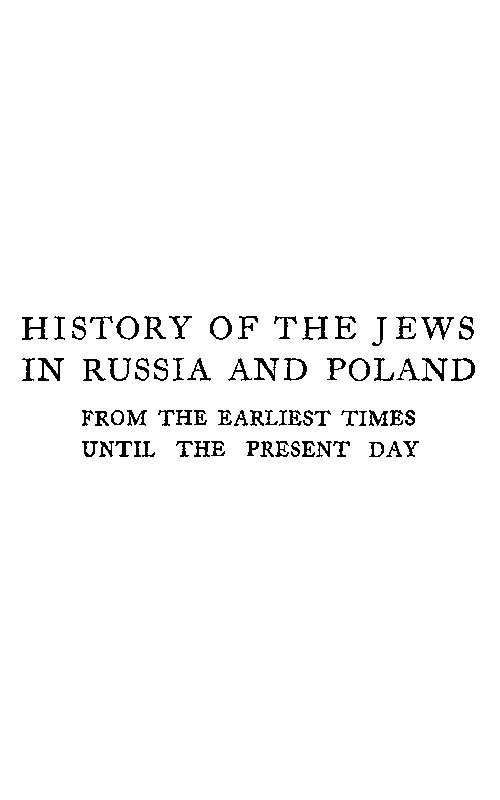 HISTORY OF THE JEWS
IN RUSSIA AND POLAND
FROM THE EARLIEST TIMES
UNTIL THE PRESENT DAY